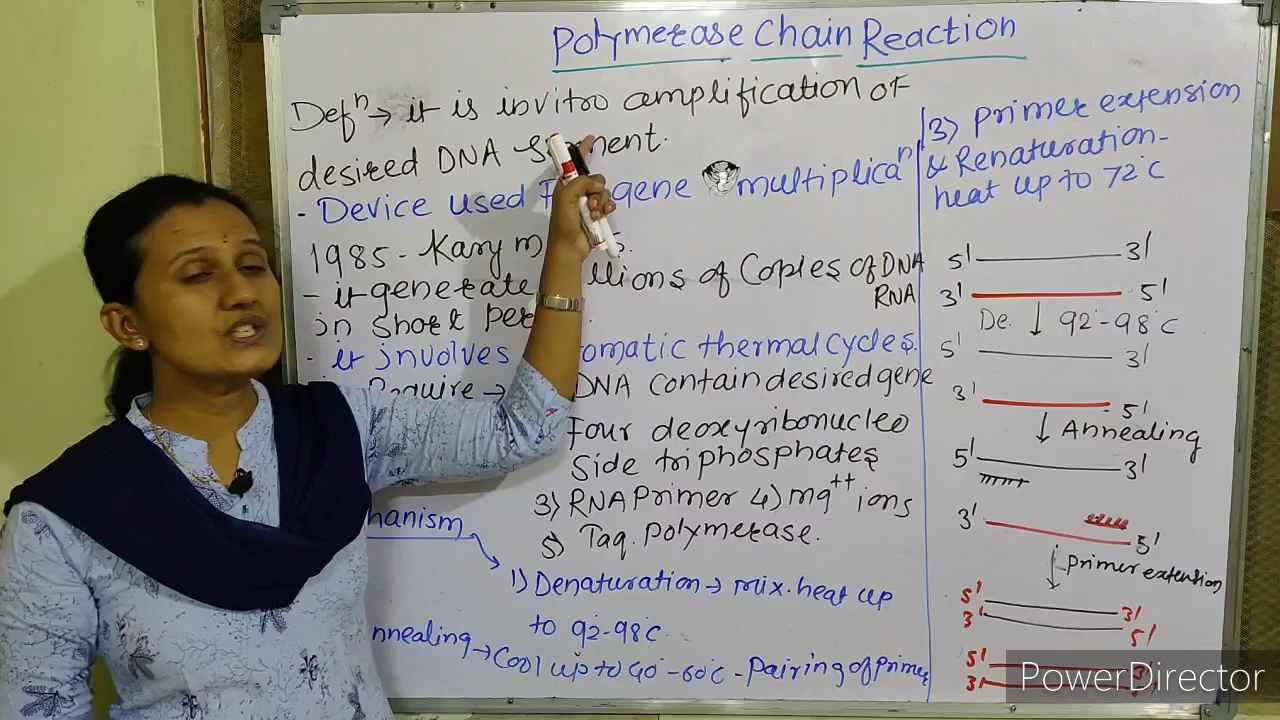 Polymerase Chain Reaction
Defⁿ → it is invitro amplification of
desired DNA
- Device used gene multiplicaⁿ
1985 - Kary
- it generate of Copies of DNA
RNA
in Short
- it involves thermal cycles.
Require → DNA contain desired gene
Four deoxyribonucleo
side triphosphates
3) RNA Primer 4) mg⁺⁺ ions
5) Taq. polymerase.
1) Denaturation → mix. heat up
to 92-98°c.
→ Cool up to 40°-60°c - Pairing of Primer
3) Primer extension
& Renaturation -
heat up to 72°C
5' 3'
3' 5'
De. ↓ 92°-98°C
5' 3'
3' 5'
↓ Annealing
5' 3'
3' 5'
↓ Primer extension
5' 3'
3' 5'
5' 3'
3'
PowerDirector